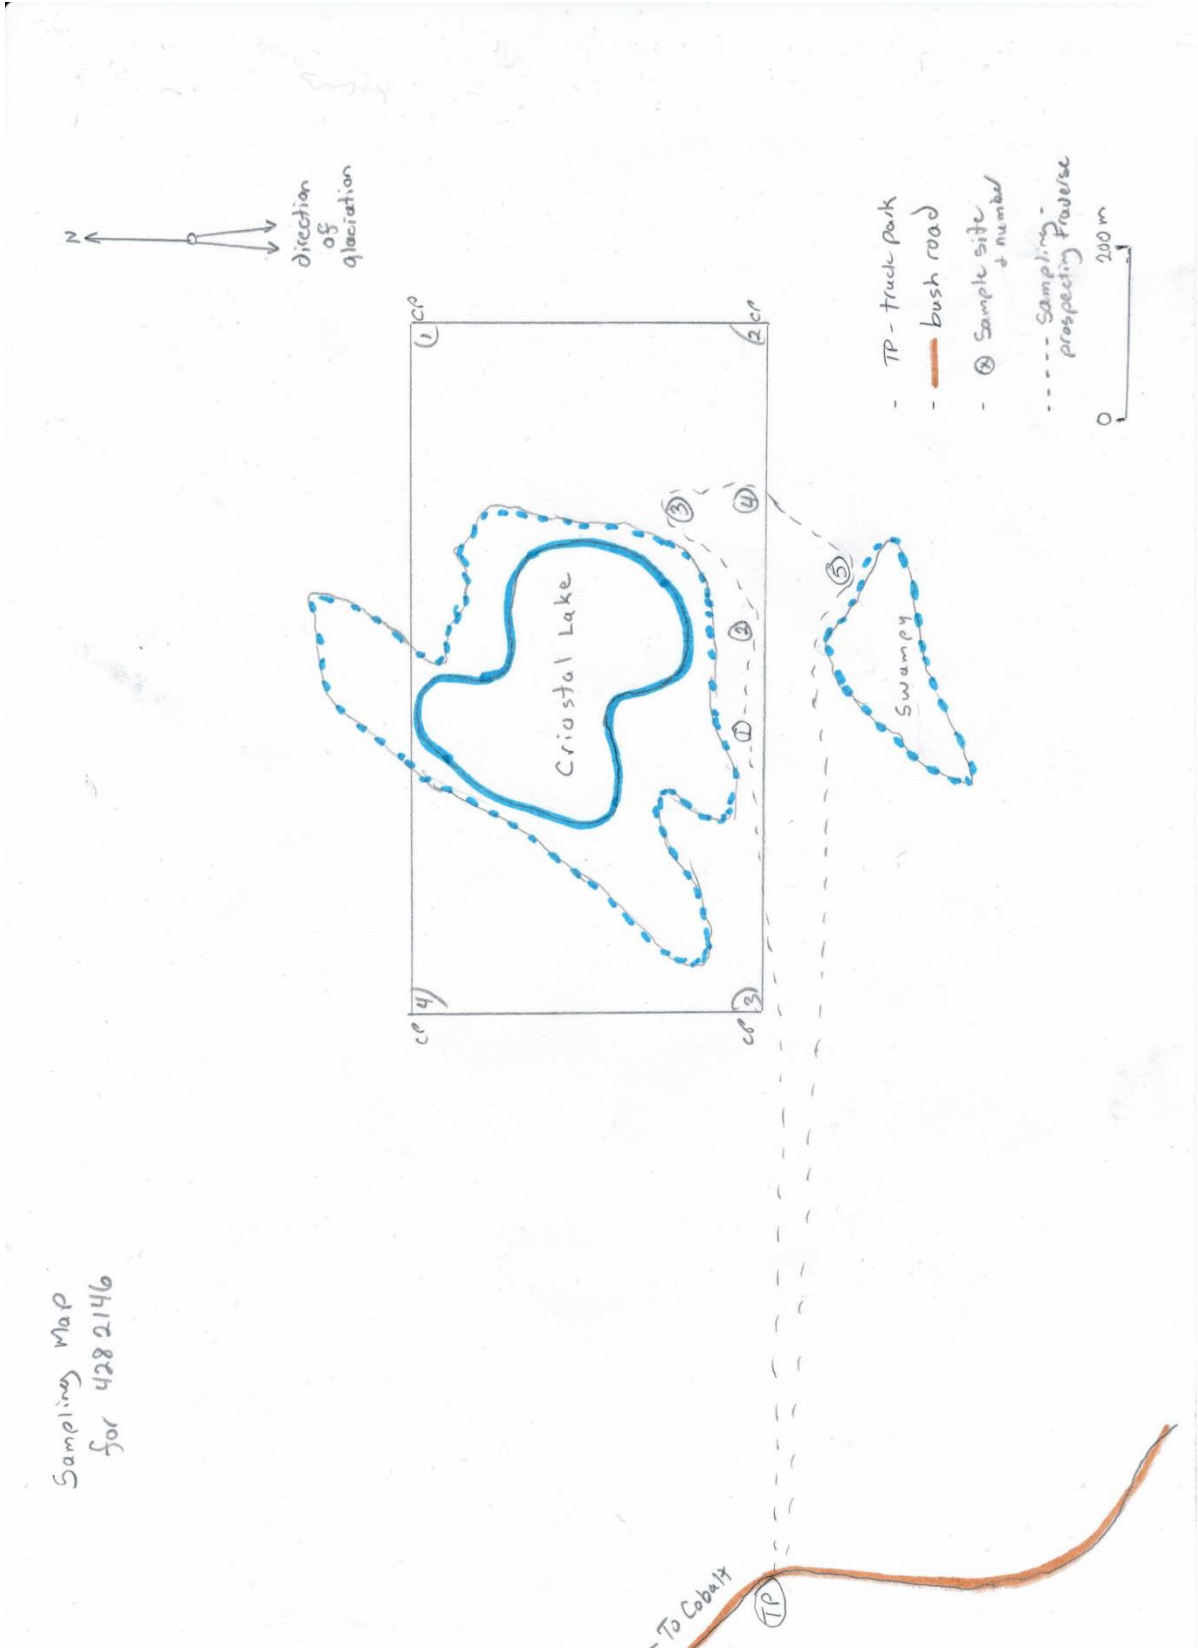 Sampling Map
for 4282146
N
direction
of
glaciation
CP
1
CP
2
CP
3
CP
4
Criostal Lake
1
2
3
4
5
Swampy
To Cobalt
TP
- TP - truck park
- bush road
- (X) Sample site
+ number
---- sampling -
prospecting traverse
0 200 m